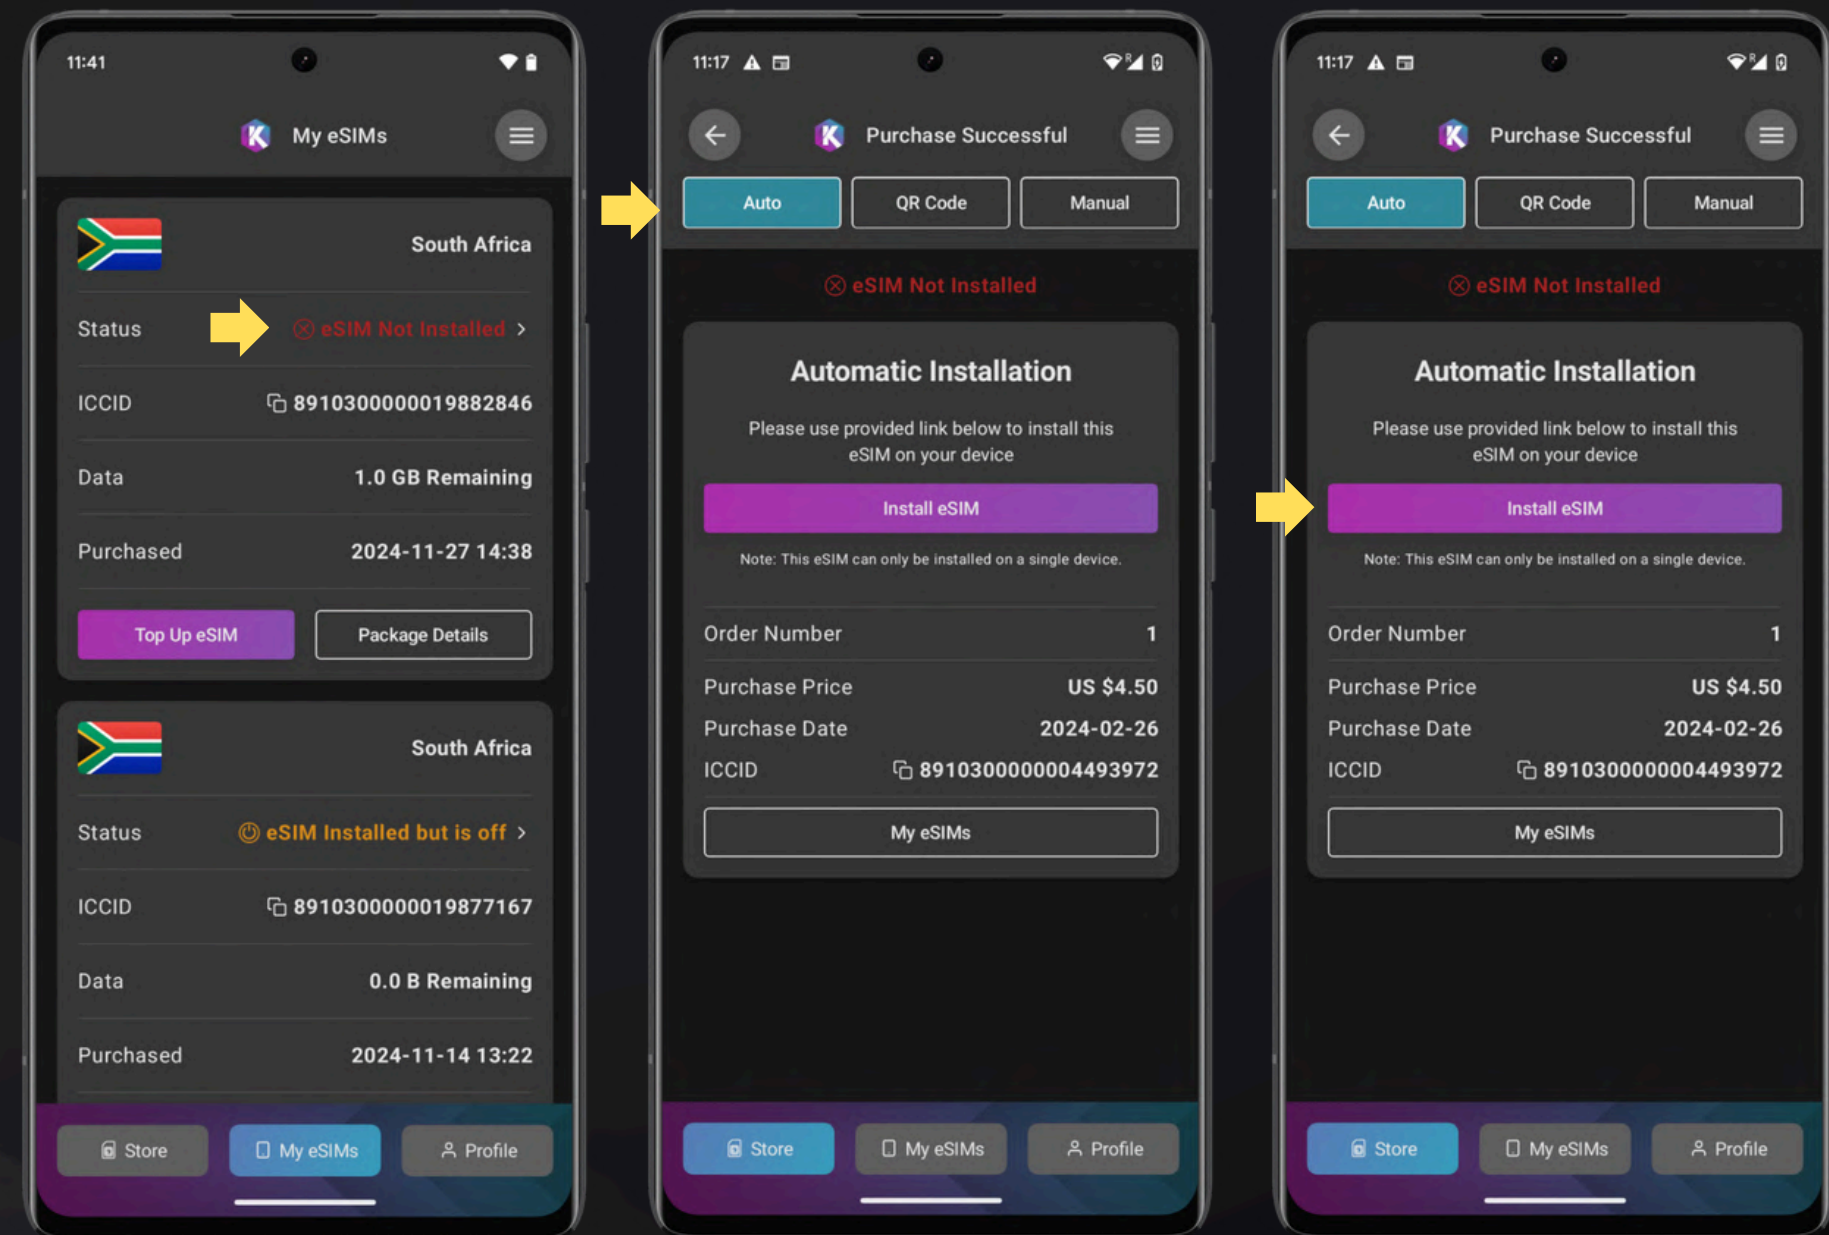 11:41
My eSIMs
South Africa
Status eSIM Not Installed >
ICCID 8910300000019882846
Data 1.0 GB Remaining
Purchased 2024-11-27 14:38
Top Up eSIM Package Details
South Africa
Status eSIM Installed but is off >
ICCID 8910300000019877167
Data 0.0 B Remaining
Purchased 2024-11-14 13:22
Store My eSIMs Profile
11:17 R
K Purchase Successful
Auto QR Code Manual
eSIM Not Installed
Automatic Installation
Please use provided link below to install this
eSIM on your device
Install eSIM
Note: This eSIM can only be installed on a single device.
Order Number 1
Purchase Price US $4.50
Purchase Date 2024-02-26
ICCID 8910300000004493972
My eSIMs
Store My eSIMs Profile
11:17 R
K Purchase Successful
Auto QR Code Manual
eSIM Not Installed
Automatic Installation
Please use provided link below to install this
eSIM on your device
Install eSIM
Note: This eSIM can only be installed on a single device.
Order Number 1
Purchase Price US $4.50
Purchase Date 2024-02-26
ICCID 8910300000004493972
My eSIMs
Store My eSIMs Profile